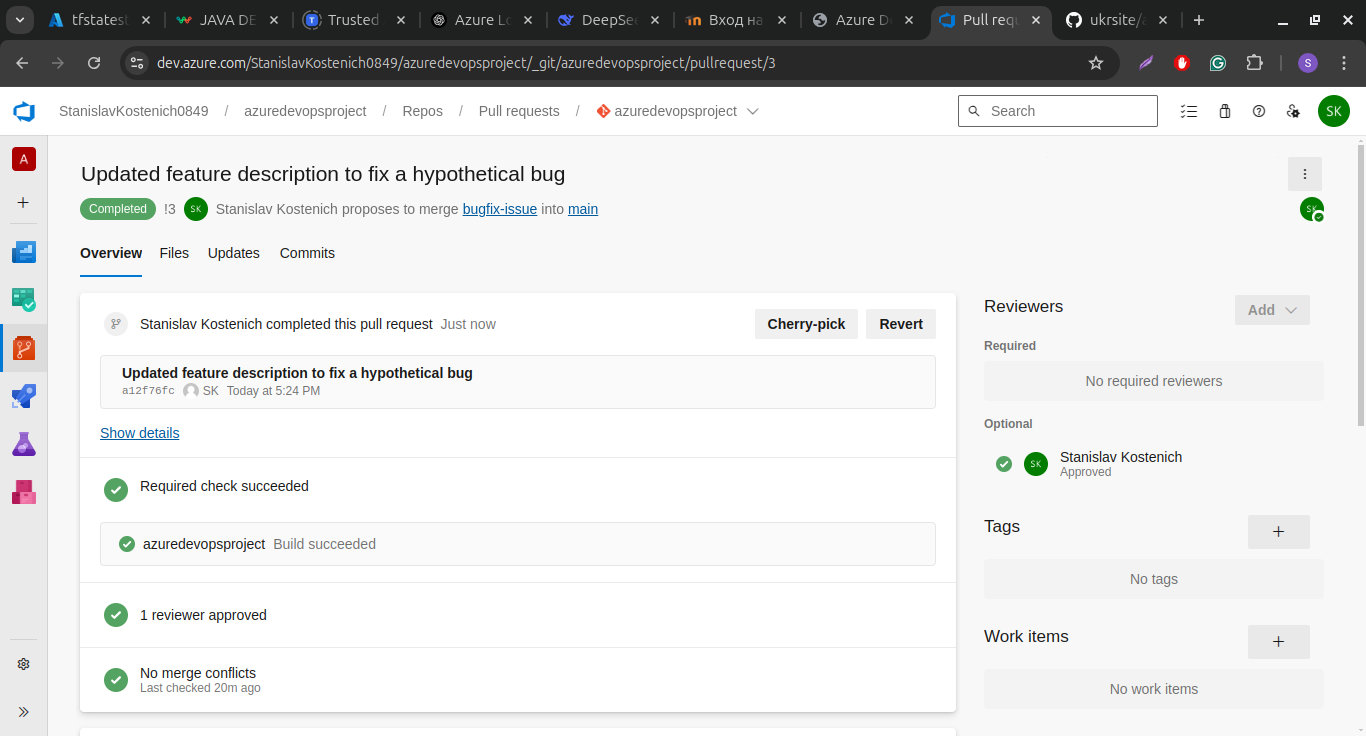 tfstatest
JAVA DE
Trusted
Azure Lo
DeepSee
Вход на
Azure De
Pull requ
ukrsite/a
dev.azure.com/StanislavKostenich0849/azuredevopsproject/_git/azuredevopsproject/pullrequest/3
S
StanislavKostenich0849 / azuredevopsproject / Repos / Pull requests / azuredevopsproject
Search
SK
A
Updated feature description to fix a hypothetical bug
Completed !3 SK Stanislav Kostenich proposes to merge bugfix-issue into main
SK
Overview Files Updates Commits
Stanislav Kostenich completed this pull request Just now
Cherry-pick
Revert
Updated feature description to fix a hypothetical bug
a12f76fc SK Today at 5:24 PM
Show details
Required check succeeded
azuredevopsproject Build succeeded
1 reviewer approved
No merge conflicts
Last checked 20m ago
Reviewers
Add
Required
No required reviewers
Optional
SK Stanislav Kostenich
Approved
Tags
No tags
Work items
No work items